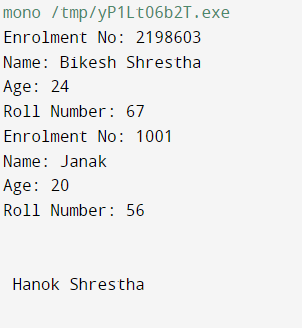 mono /tmp/yP1Lt06b2T.exe
Enrolment No: 2198603
Name: Bikesh Shrestha
Age: 24
Roll Number: 67
Enrolment No: 1001
Name: Janak
Age: 20
Roll Number: 56
Hanok Shrestha